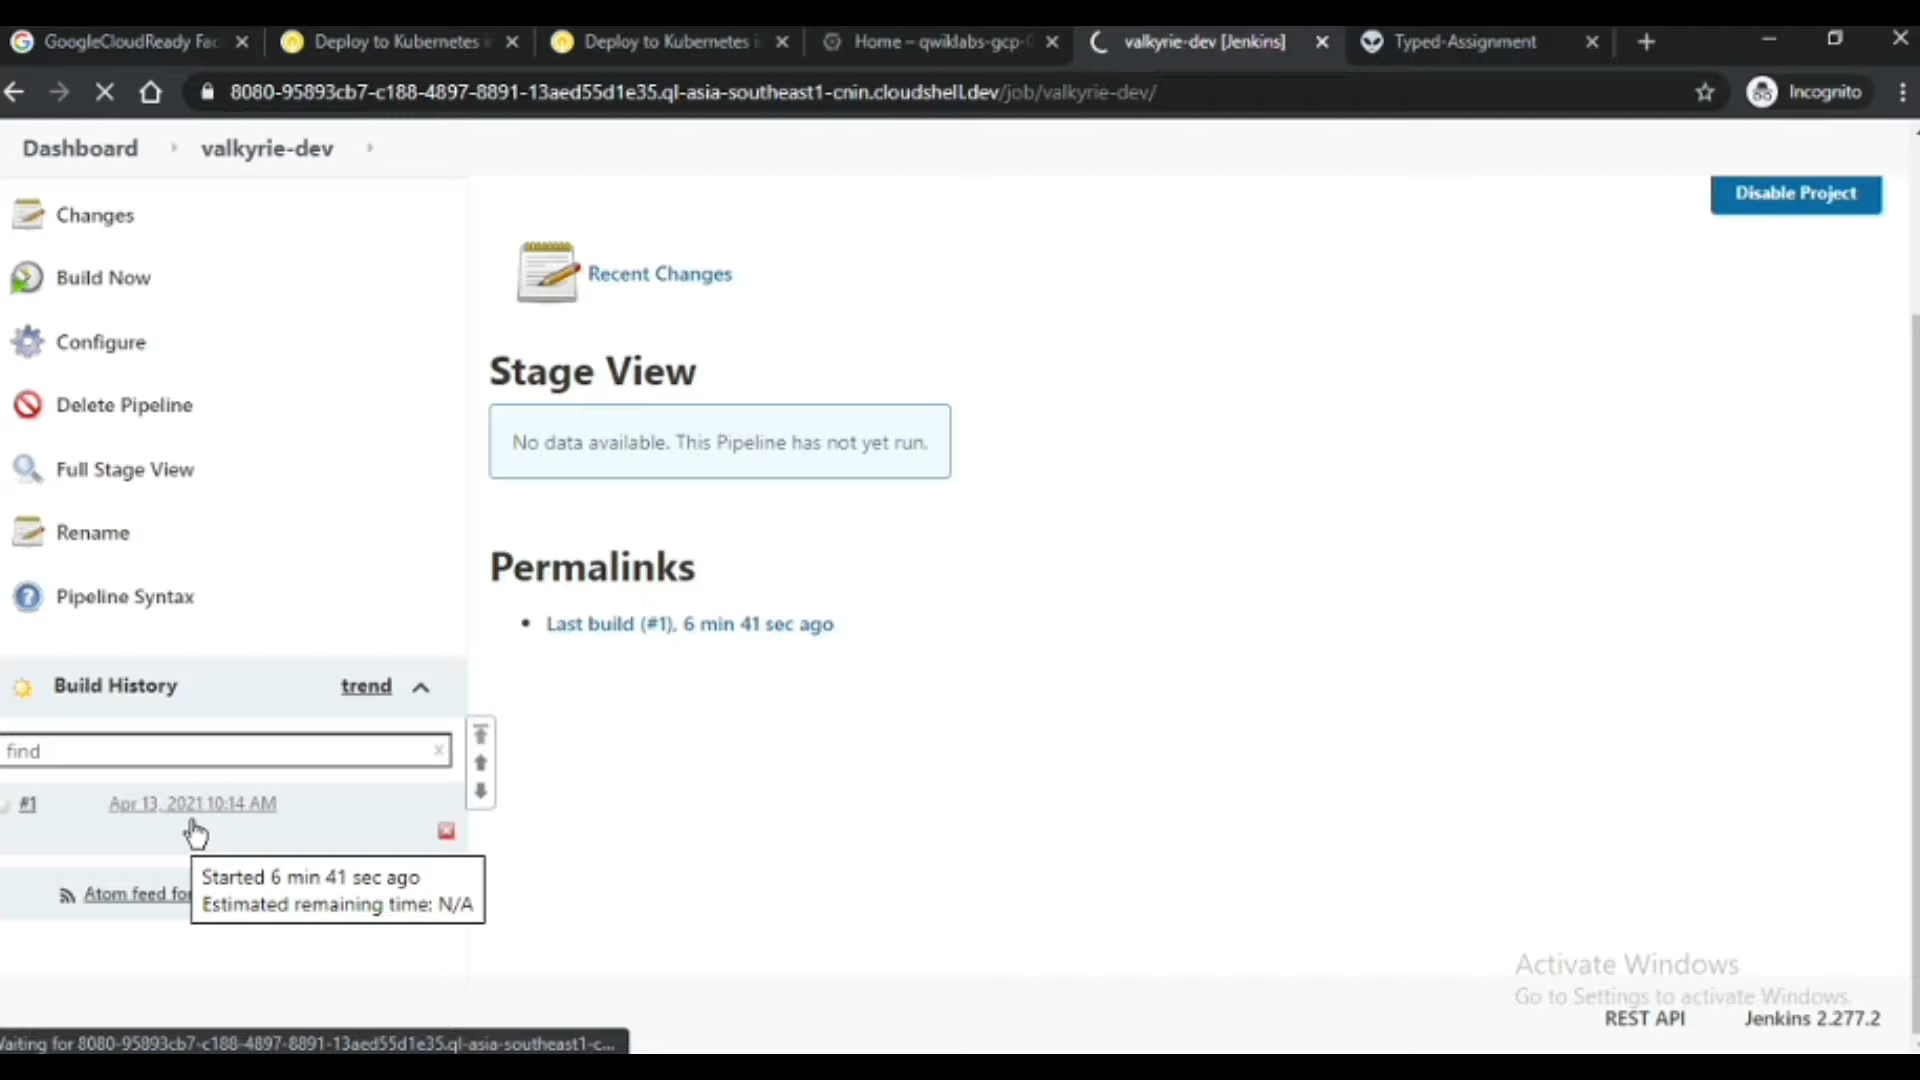 GoogleCloudReady Fac
Deploy to Kubernetes i
Deploy to Kubernetes i
Home – qwiklabs-gcp-0
valkyrie-dev [Jenkins]
Typed-Assignment
8080-95893cb7-c188-4897-8891-13aed55d1e35.ql-asia-southeast1-cnin.cloudshell.dev/job/valkyrie-dev/
Incognito
Dashboard
valkyrie-dev
Disable Project
Changes
Build Now
Configure
Delete Pipeline
Full Stage View
Rename
Pipeline Syntax
Recent Changes
Stage View
No data available. This Pipeline has not yet run.
Permalinks
Last build (#1), 6 min 41 sec ago
Build History
trend
find
#1
Apr 13, 2021 10:14 AM
Started 6 min 41 sec ago
Estimated remaining time: N/A
Atom feed for
Activate Windows
Go to Settings to activate Windows.
REST API
Jenkins 2.277.2
Waiting for 8080-95893cb7-c188-4897-8891-13aed55d1e35.ql-asia-southeast1-c...